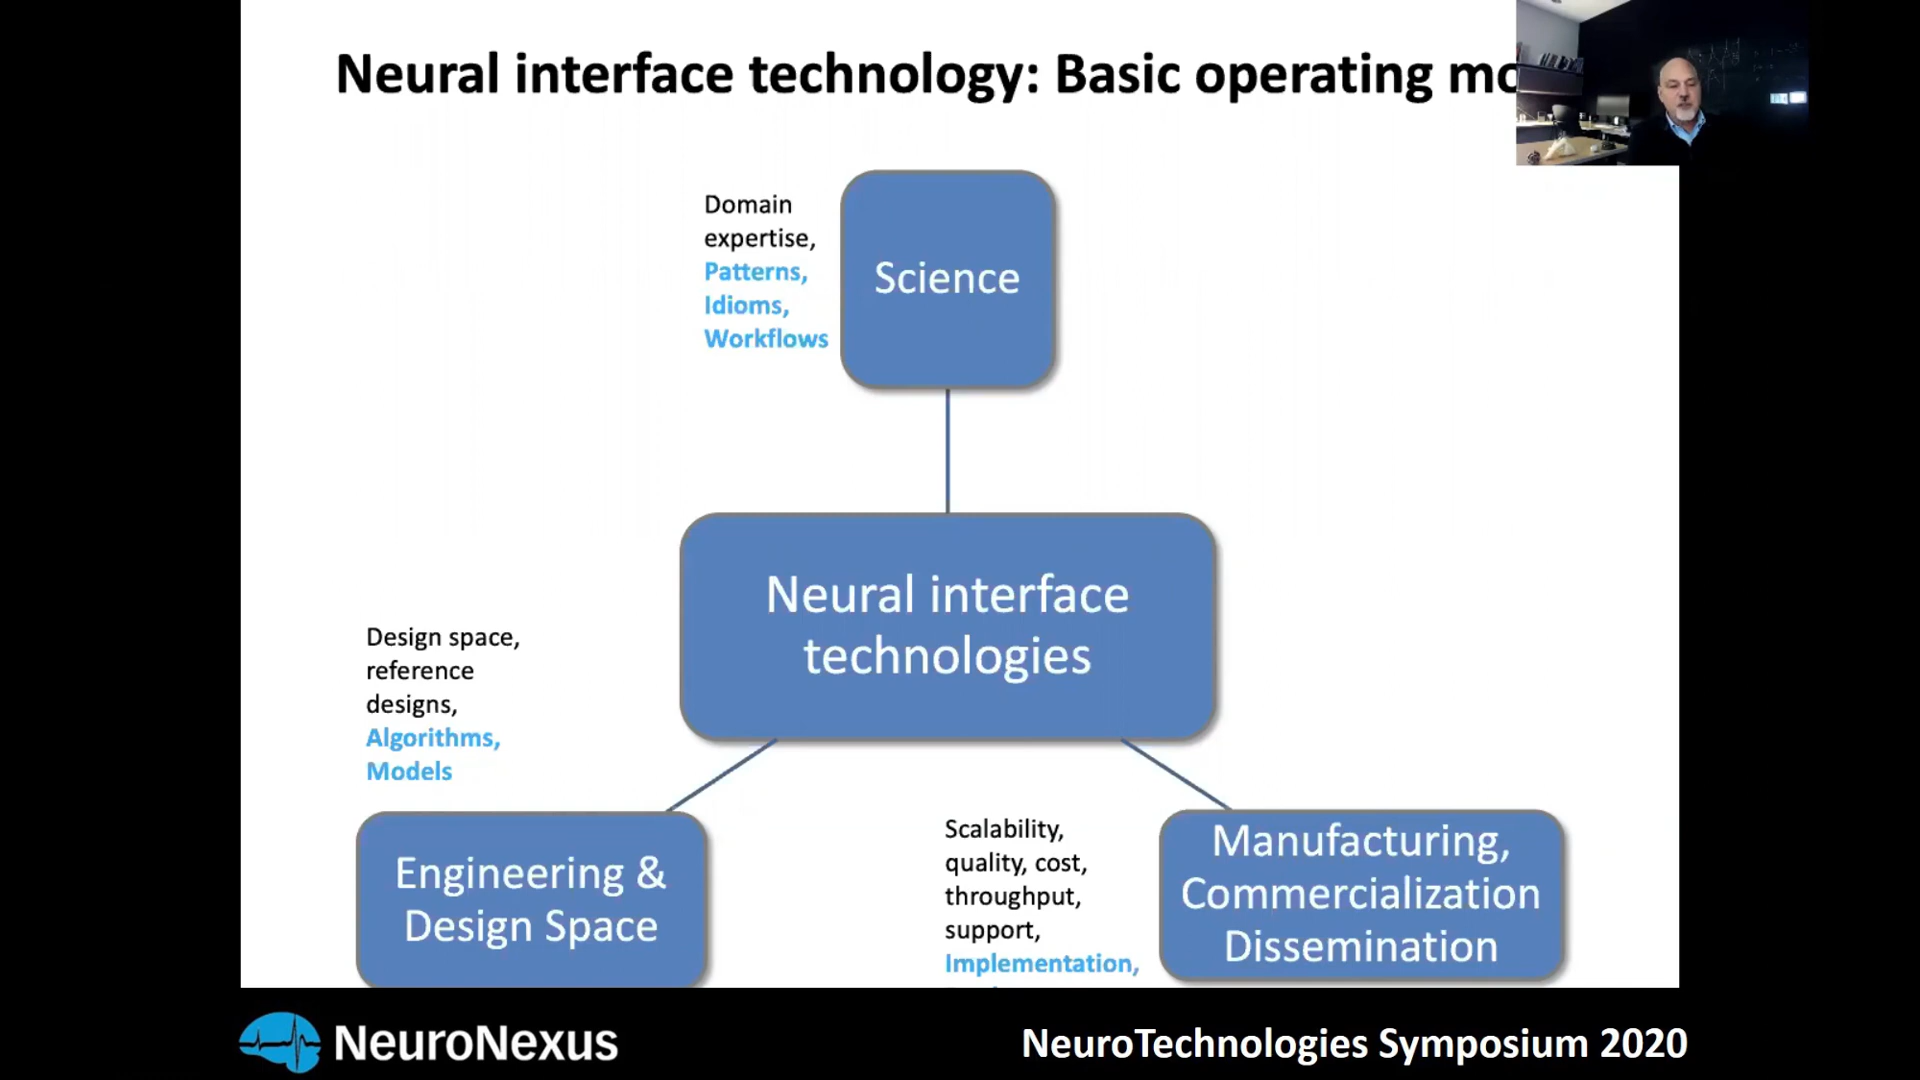 Neural interface technology: Basic operating
Domain
expertise,
Patterns,
Idioms,
Workflows
Science
Neural interface
technologies
Design space,
reference
designs,
Algorithms,
Models
Engineering &
Design Space
Scalability,
quality, cost,
throughput,
support,
Implementation,
Manufacturing,
Commercialization
Dissemination
NeuroNexus
NeuroTechnologies Symposium 2020